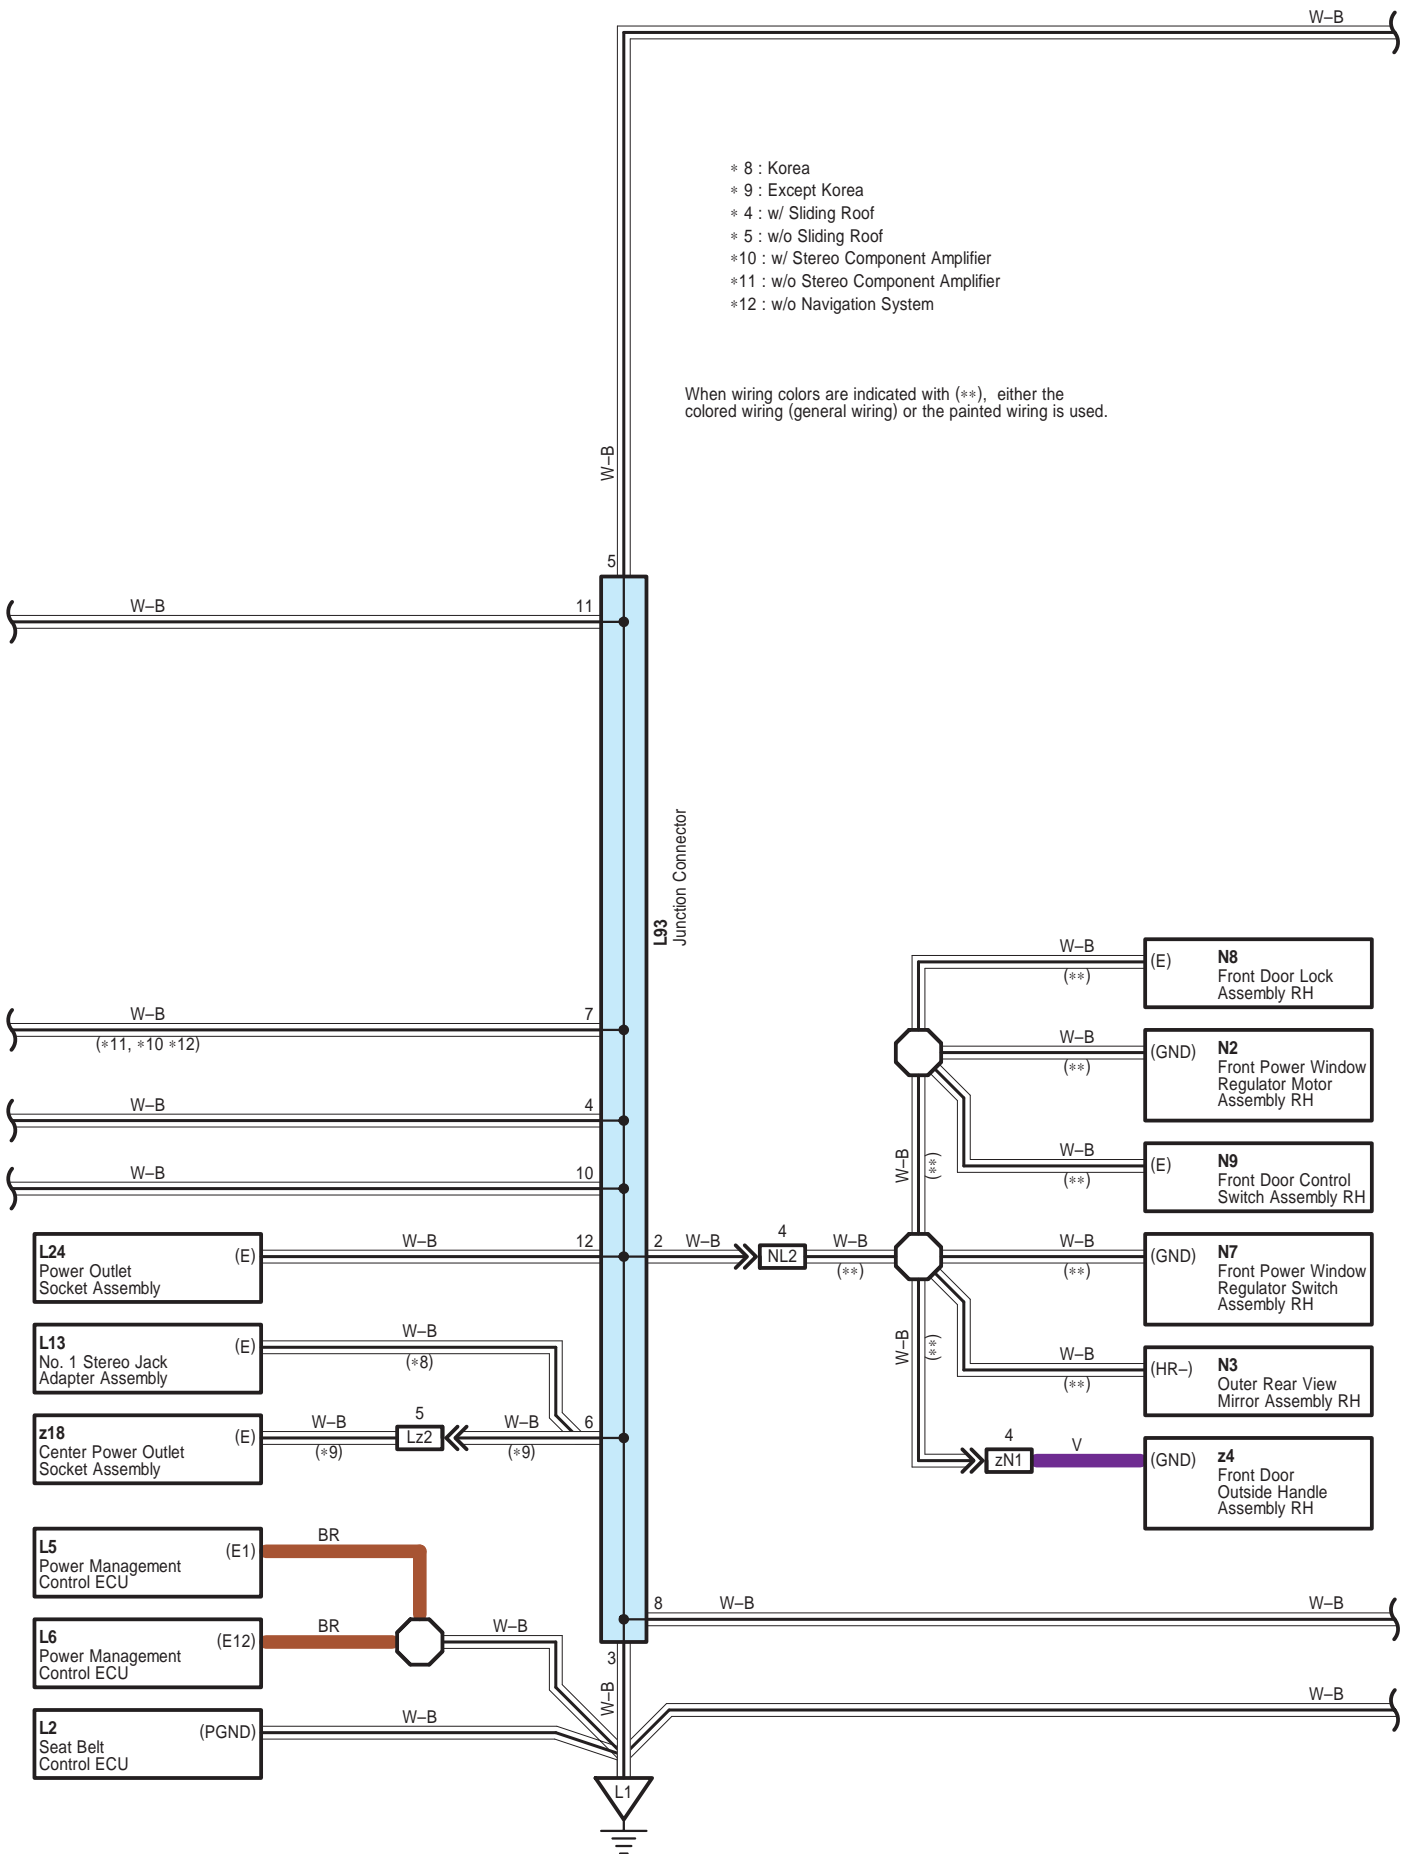 W–B
∗ 8 : Korea
∗ 9 : Except Korea
∗ 4 : w/ Sliding Roof
∗ 5 : w/o Sliding Roof
∗10 : w/ Stereo Component Amplifier
∗11 : w/o Stereo Component Amplifier
∗12 : w/o Navigation System
When wiring colors are indicated with (∗∗), either the
colored wiring (general wiring) or the painted wiring is used.
W–B
5
W–B
11
L93
Junction Connector
W–B
7
(∗11, ∗10 ∗12)
W–B
4
W–B
10
L24
Power Outlet
Socket Assembly
(E)
W–B
12
2
W–B
4
NL2
W–B
(∗∗)
L13
No. 1 Stereo Jack
Adapter Assembly
(E)
W–B
(∗8)
z18
Center Power Outlet
Socket Assembly
(E)
W–B
(∗9)
5
Lz2
W–B
(∗9)
6
L5
Power Management
Control ECU
(E1)
BR
L6
Power Management
Control ECU
(E12)
BR
W–B
L2
Seat Belt
Control ECU
(PGND)
W–B
W–B
(∗∗)
(E)
N8
Front Door Lock
Assembly RH
W–B
(∗∗)
(GND)
N2
Front Power Window
Regulator Motor
Assembly RH
W–B
(∗∗)
W–B
(∗∗)
(E)
N9
Front Door Control
Switch Assembly RH
W–B
(∗∗)
(GND)
N7
Front Power Window
Regulator Switch
Assembly RH
W–B
(∗∗)
W–B
(∗∗)
(HR–)
N3
Outer Rear View
Mirror Assembly RH
4
zN1
V
(GND)
z4
Front Door
Outside Handle
Assembly RH
8
W–B
W–B
3
W–B
W–B
L1